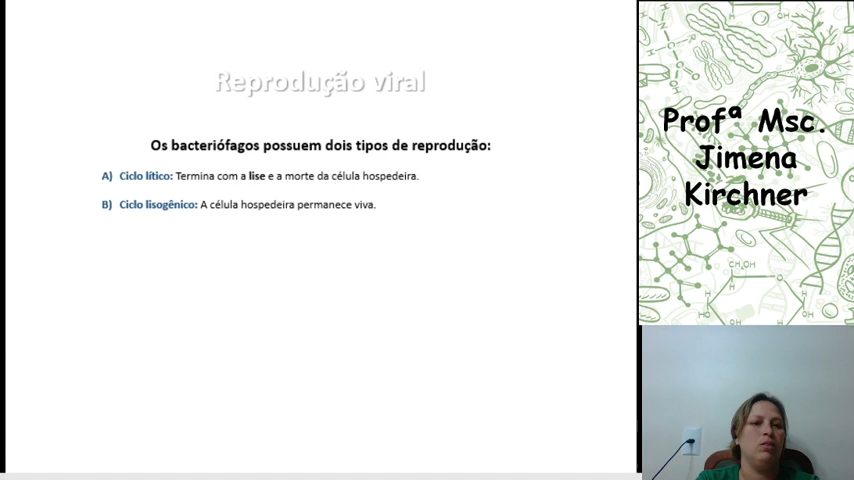 Reprodução viral
Os bacteriófagos possuem dois tipos de reprodução:
A) Ciclo lítico: Termina com a lise e a morte da célula hospedeira.
B) Ciclo lisogênico: A célula hospedeira permanece viva.
Profª Msc.
Jimena
Kirchner
CH₂OH